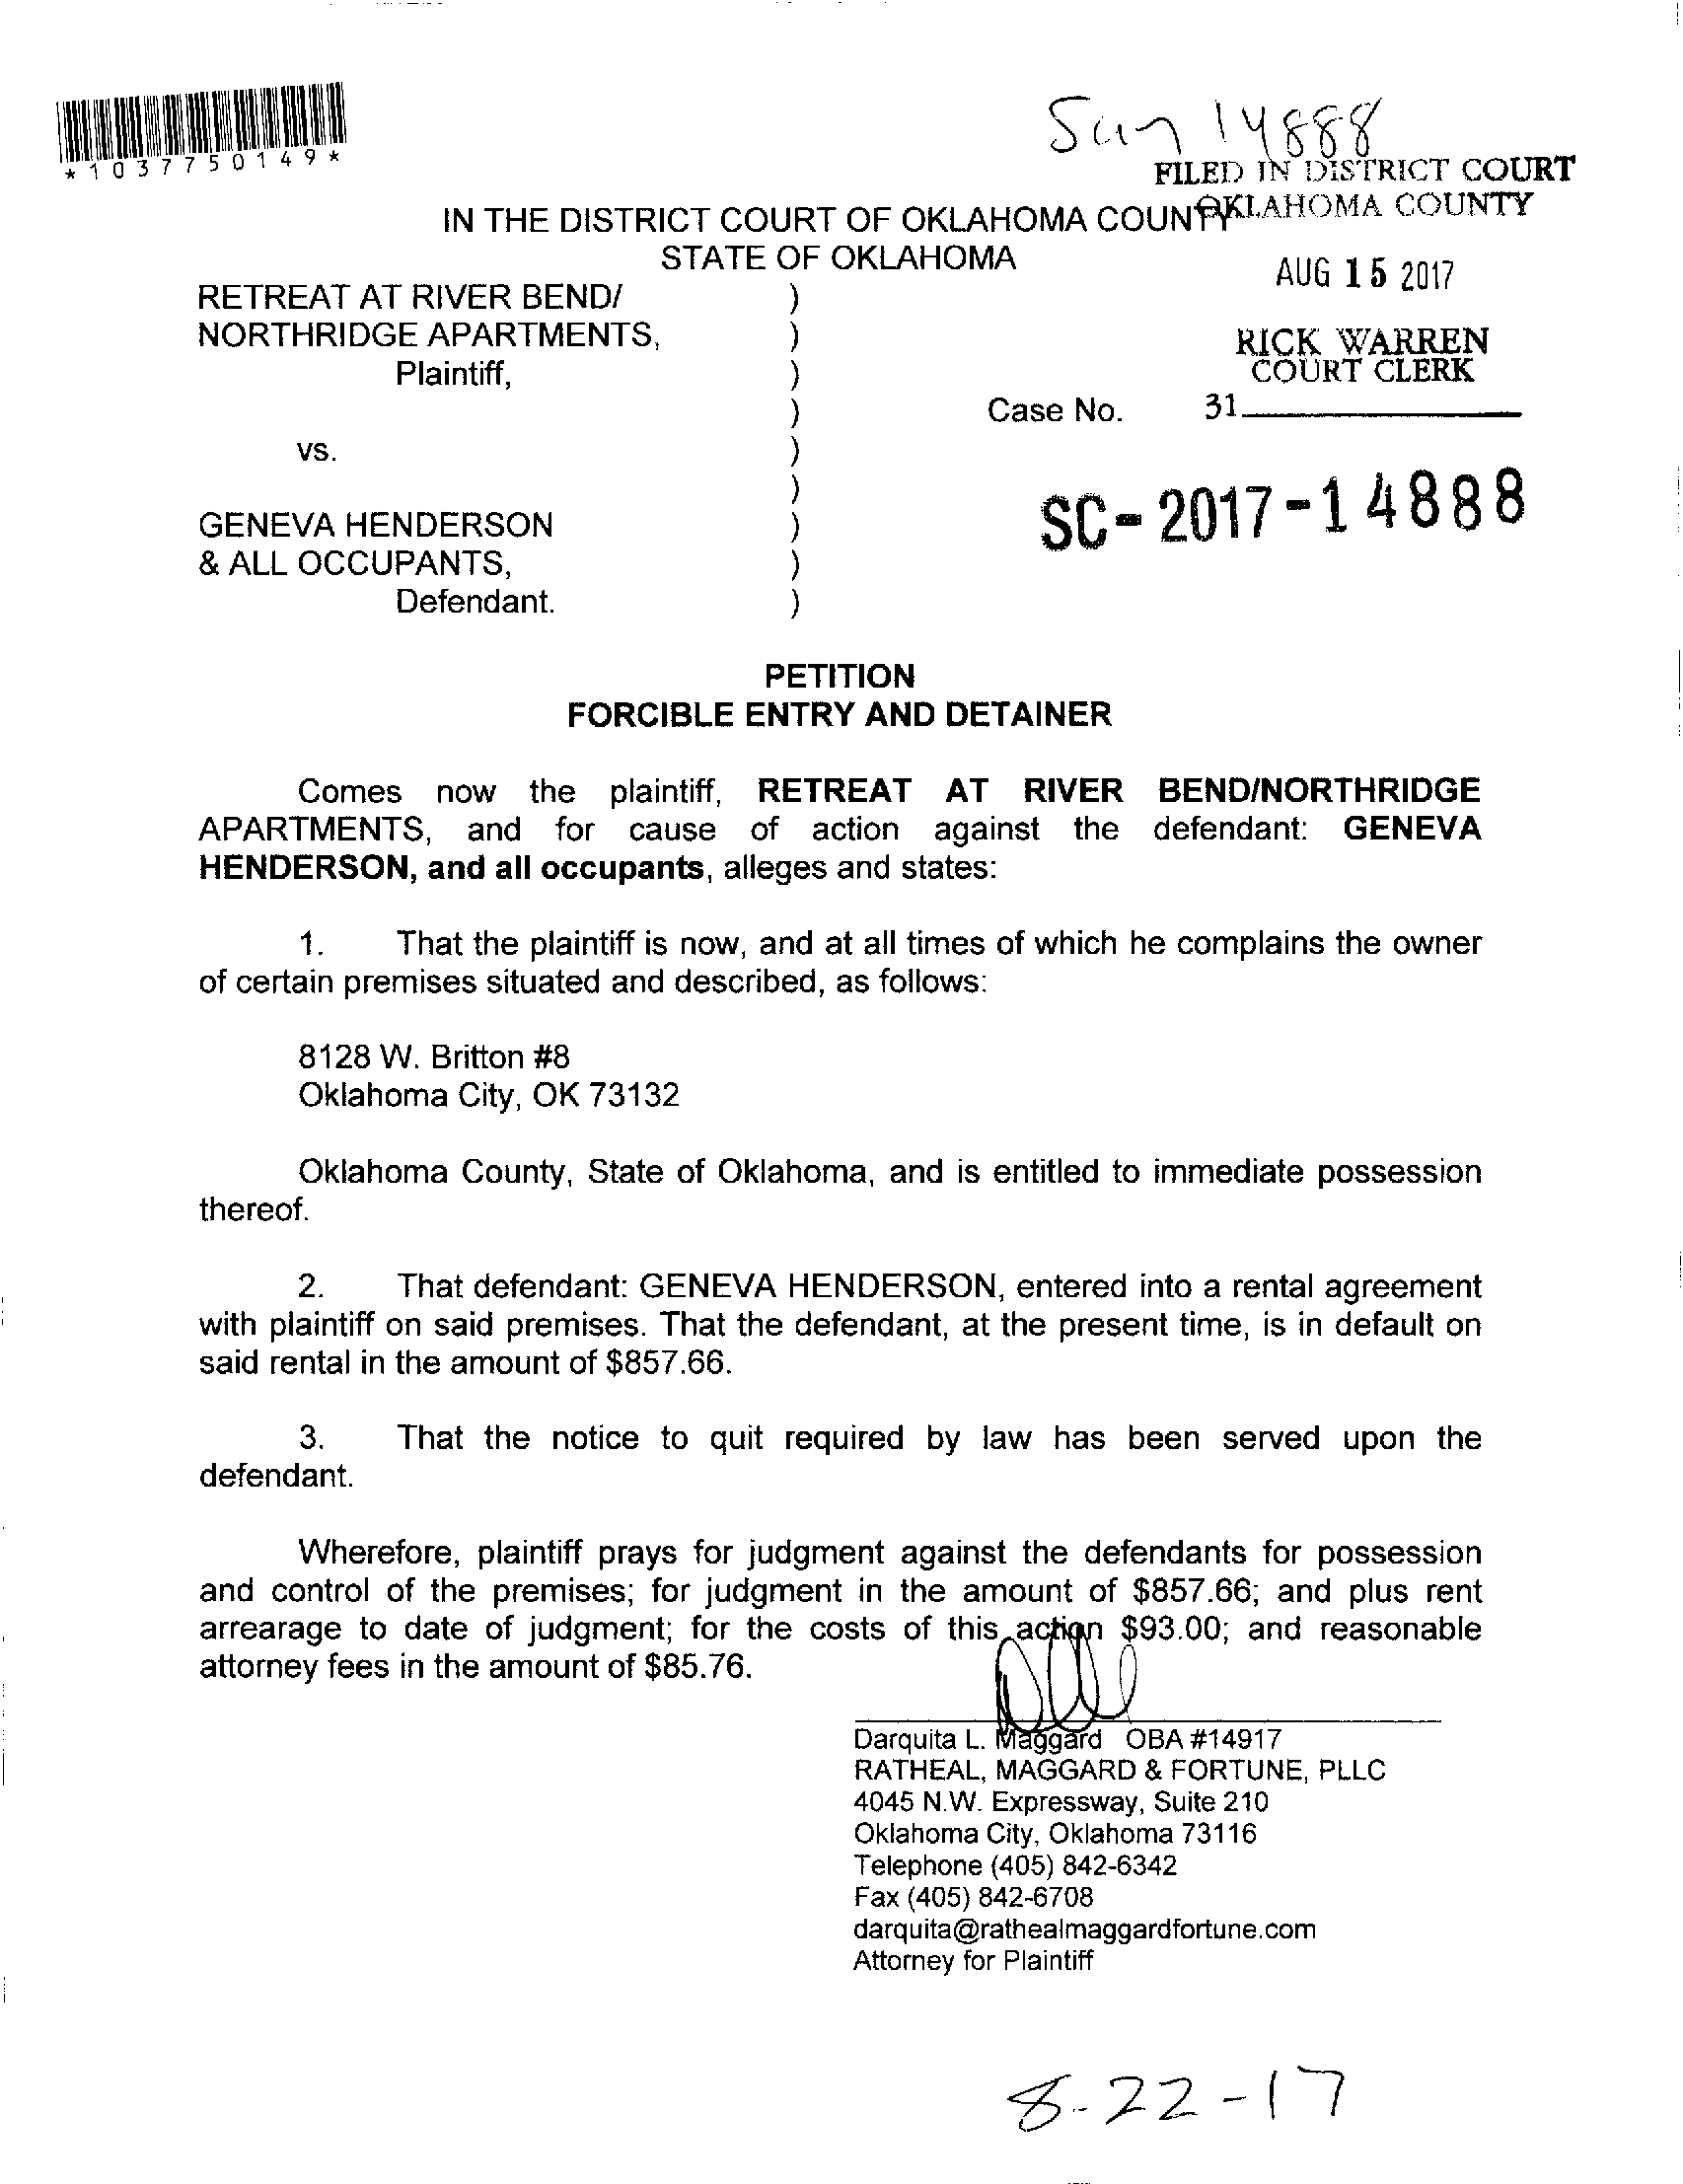 *1037750149*
14888
FILED IN DISTRICT COURT
OKLAHOMA COUNTY
IN THE DISTRICT COURT OF OKLAHOMA COUNTY
STATE OF OKLAHOMA
AUG 15 2017
RETREAT AT RIVER BEND/ )
NORTHRIDGE APARTMENTS, )
Plaintiff, )
RICK WARREN
COURT CLERK
) Case No. 31
vs. )
)
SC-2017-14888
GENEVA HENDERSON )
& ALL OCCUPANTS, )
Defendant. )
PETITION
FORCIBLE ENTRY AND DETAINER
Comes now the plaintiff, RETREAT AT RIVER BEND/NORTHRIDGE
APARTMENTS, and for cause of action against the defendant: GENEVA
HENDERSON, and all occupants, alleges and states:
1. That the plaintiff is now, and at all times of which he complains the owner
of certain premises situated and described, as follows:
8128 W. Britton #8
Oklahoma City, OK 73132
Oklahoma County, State of Oklahoma, and is entitled to immediate possession
thereof.
2. That defendant: GENEVA HENDERSON, entered into a rental agreement
with plaintiff on said premises. That the defendant, at the present time, is in default on
said rental in the amount of $857.66.
3. That the notice to quit required by law has been served upon the
defendant.
Wherefore, plaintiff prays for judgment against the defendants for possession
and control of the premises; for judgment in the amount of $857.66; and plus rent
arrearage to date of judgment; for the costs of this action $93.00; and reasonable
attorney fees in the amount of $85.76.
Darquita L. Maggard OBA #14917
RATHEAL, MAGGARD & FORTUNE, PLLC
4045 N.W. Expressway, Suite 210
Oklahoma City, Oklahoma 73116
Telephone (405) 842-6342
Fax (405) 842-6708
darquita@rathealmaggardfortune.com
Attorney for Plaintiff
8-22-17